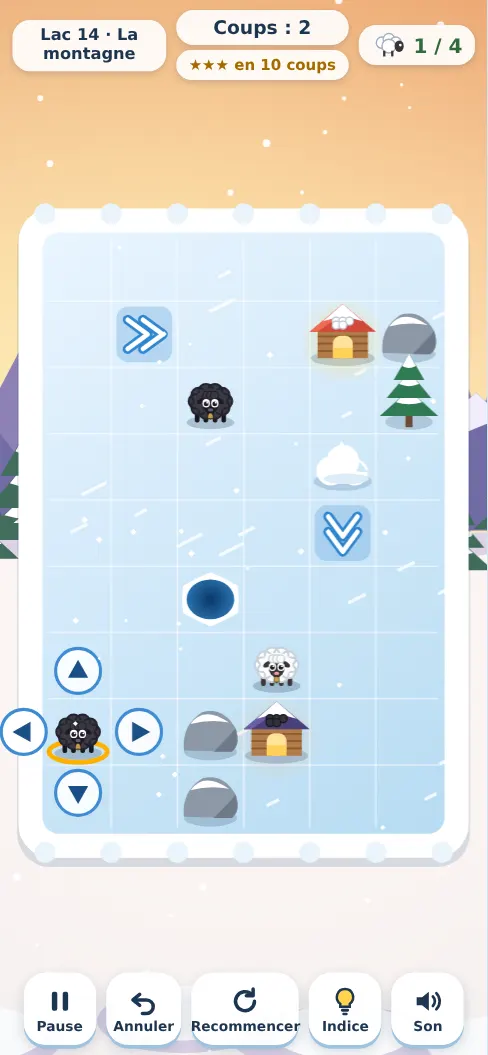 Lac 14 · La
montagne
Coups : 2
★★★ en 10 coups
1 / 4
Pause
Annuler
Recommencer
Indice
Son